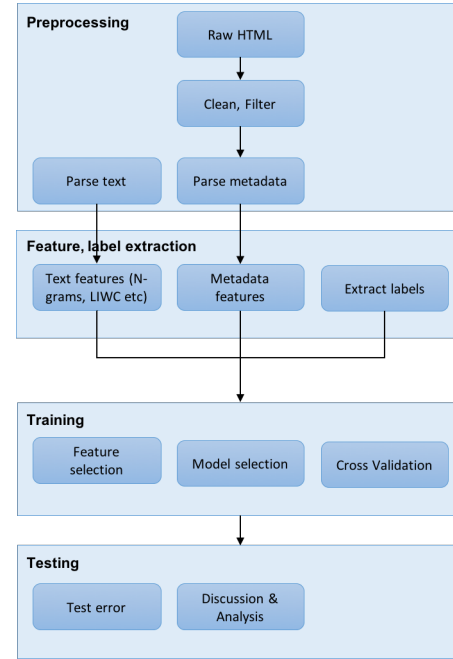 Preprocessing
Raw HTML
Clean, Filter
Parse text
Parse metadata
Feature, label extraction
Text features (N-
grams, LIWC etc)
Metadata
features
Extract labels
Training
Feature
selection
Model selection
Cross Validation
Testing
Test error
Discussion &
Analysis